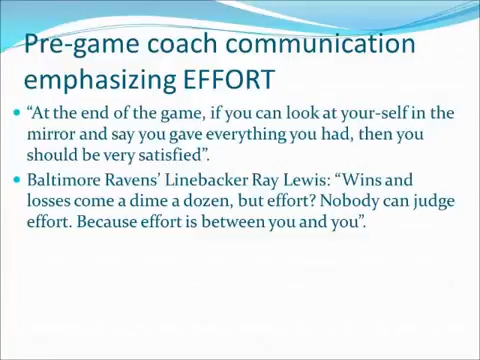 Pre-game coach communication
emphasizing EFFORT
“At the end of the game, if you can look at your-self in the
mirror and say you gave everything you had, then you
should be very satisfied”.
Baltimore Ravens’ Linebacker Ray Lewis: “Wins and
losses come a dime a dozen, but effort? Nobody can judge
effort. Because effort is between you and you”.